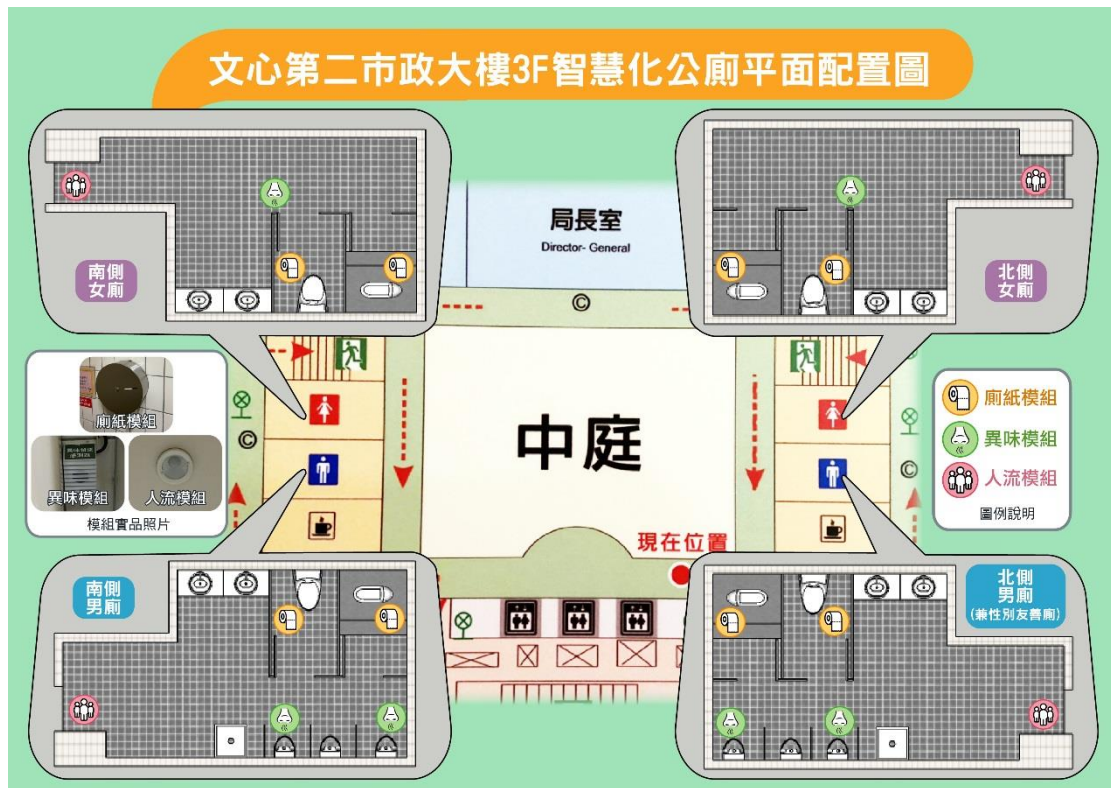 文心第二市政大樓3F智慧化公廁平面配置圖
南側
女廁
局長室
Director- General
北側
女廁
©
廁紙模組
異味模組
人流模組
模組實品照片
©
中庭
©
廁紙模組
異味模組
人流模組
圖例說明
現在位置
南側
男廁
北側
男廁
(兼性別友善廁)